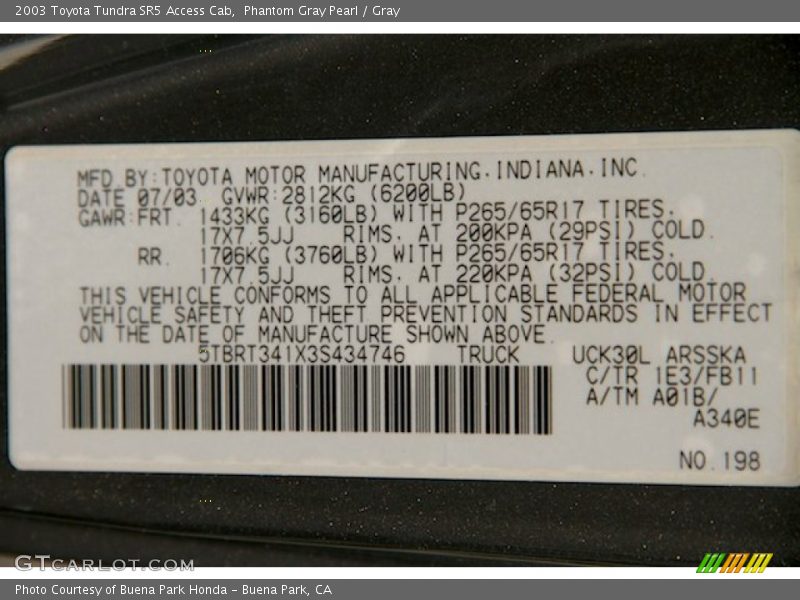 2003 Toyota Tundra SR5 Access Cab, Phantom Gray Pearl / Gray
MFD BY:TOYOTA MOTOR MANUFACTURING.INDIANA.INC.
DATE 07/03 GVWR:2812KG (6200LB)
GAWR:FRT. 1433KG (3160LB) WITH P265/65R17 TIRES.
17X7.5JJ RIMS. AT 200KPA (29PSI) COLD.
RR. 1706KG (3760LB) WITH P265/65R17 TIRES.
17X7.5JJ RIMS. AT 220KPA (32PSI) COLD.
THIS VEHICLE CONFORMS TO ALL APPLICABLE FEDERAL MOTOR
VEHICLE SAFETY AND THEFT PREVENTION STANDARDS IN EFFECT
ON THE DATE OF MANUFACTURE SHOWN ABOVE.
5TBRT341X3S434746 TRUCK UCK30L ARSSKA
C/TR 1E3/FB11
A/TM A01B/
A340E
NO.198
GTcarlot.com
Photo Courtesy of Buena Park Honda - Buena Park, CA